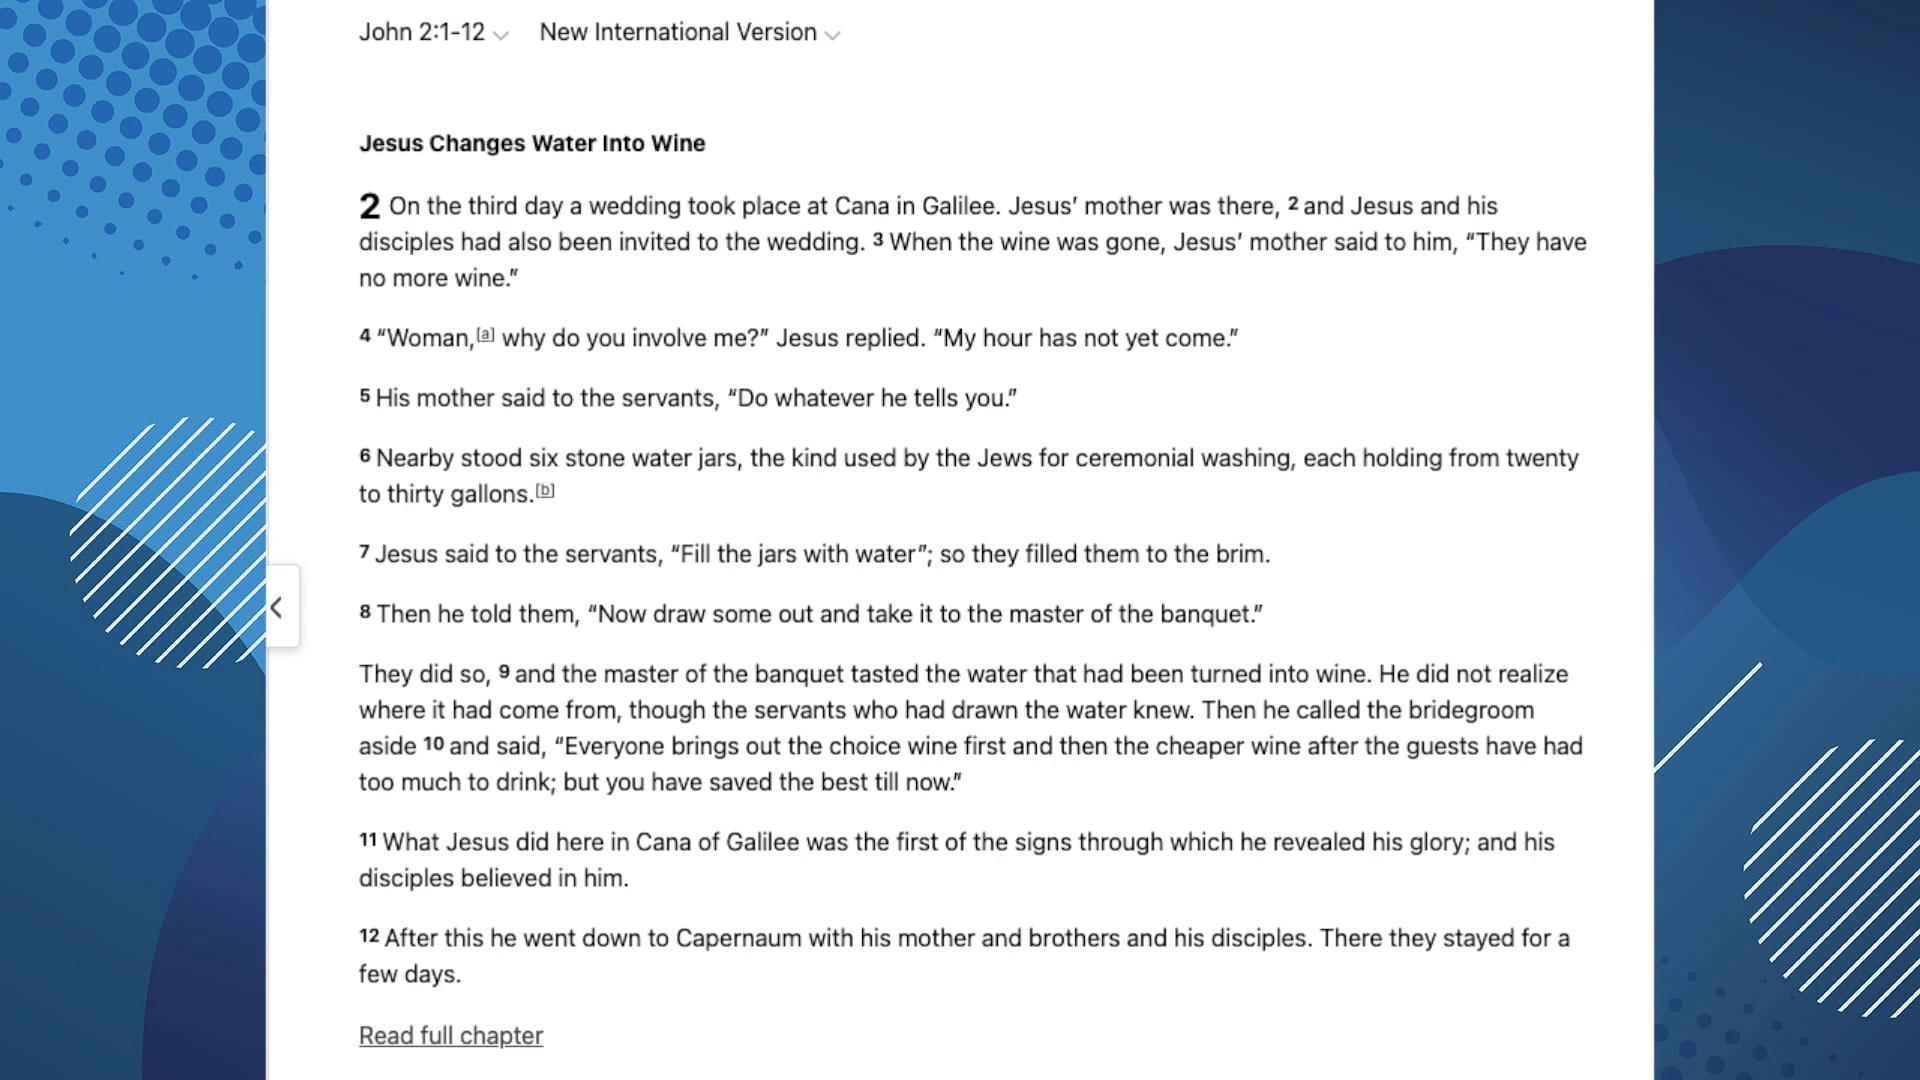 John 2:1-12 New International Version
Jesus Changes Water Into Wine
2 On the third day a wedding took place at Cana in Galilee. Jesus’ mother was there, 2 and Jesus and his
disciples had also been invited to the wedding. 3 When the wine was gone, Jesus’ mother said to him, “They have
no more wine.”
4 “Woman,[a] why do you involve me?” Jesus replied. “My hour has not yet come.”
5 His mother said to the servants, “Do whatever he tells you.”
6 Nearby stood six stone water jars, the kind used by the Jews for ceremonial washing, each holding from twenty
to thirty gallons.[b]
7 Jesus said to the servants, “Fill the jars with water”; so they filled them to the brim.
8 Then he told them, “Now draw some out and take it to the master of the banquet.”
They did so, 9 and the master of the banquet tasted the water that had been turned into wine. He did not realize
where it had come from, though the servants who had drawn the water knew. Then he called the bridegroom
aside 10 and said, “Everyone brings out the choice wine first and then the cheaper wine after the guests have had
too much to drink; but you have saved the best till now.”
11 What Jesus did here in Cana of Galilee was the first of the signs through which he revealed his glory; and his
disciples believed in him.
12 After this he went down to Capernaum with his mother and brothers and his disciples. There they stayed for a
few days.
Read full chapter